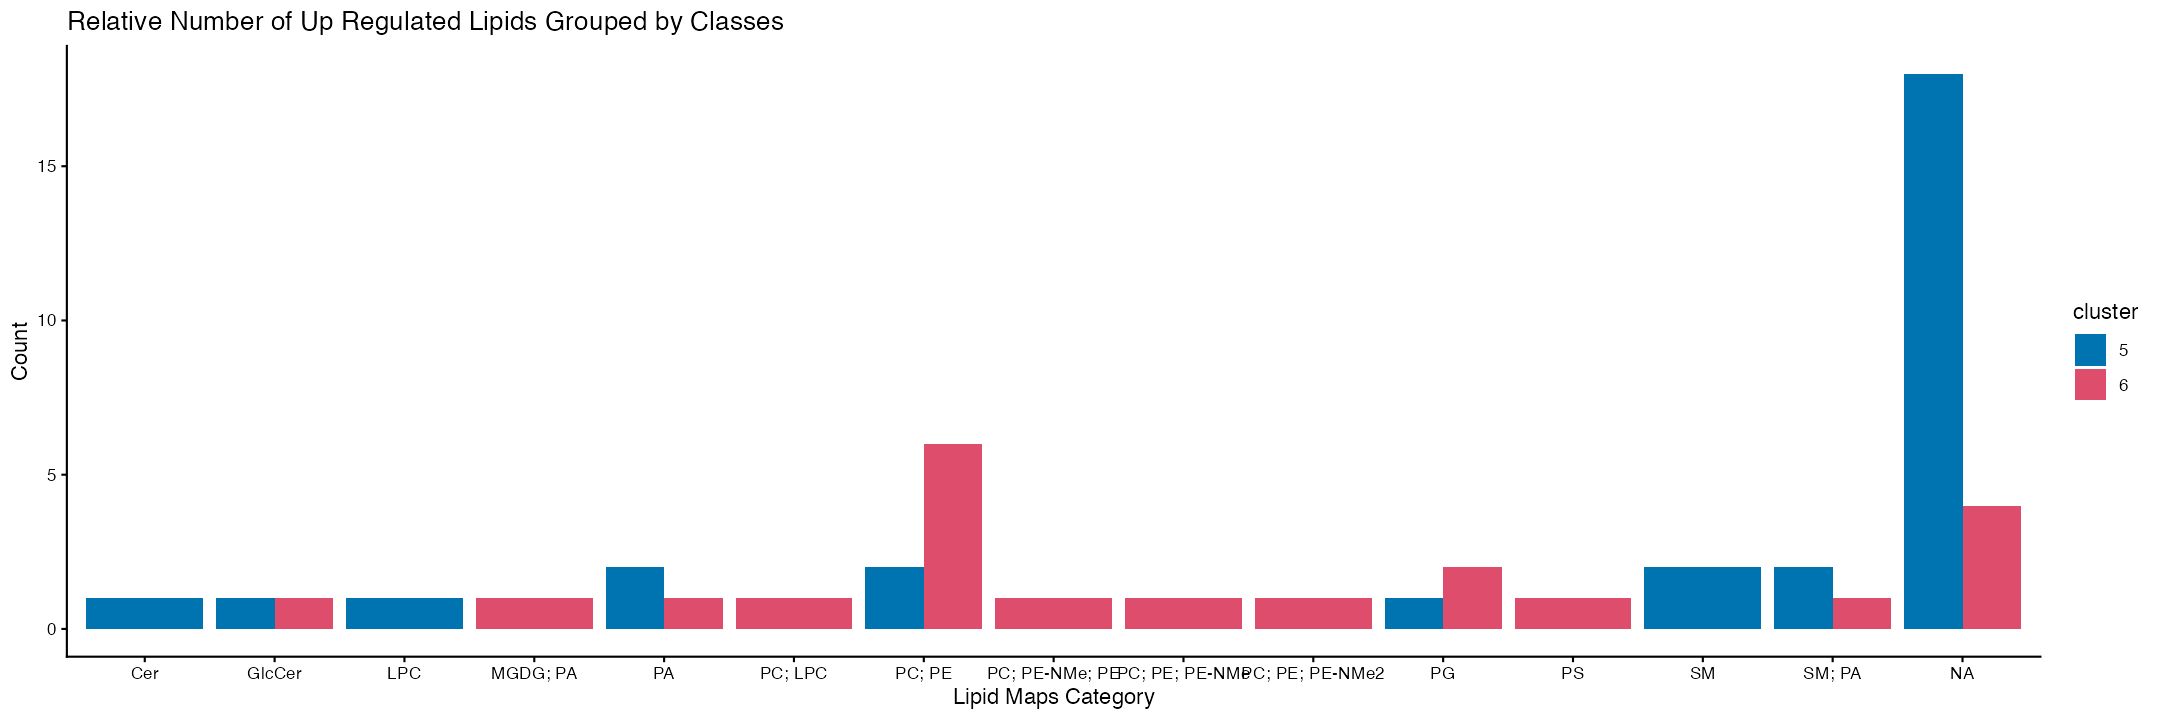 Relative Number of Up Regulated Lipids Grouped by Classes
Count
15
10
5
0
cluster
5
6
Cer GlcCer LPC MGDG; PA PA PC; LPC PC; PE PC; PE-NMe; PE PC; PE; PE-NMe PC; PE; PE-NMe2 PG PS SM SM; PA NA
Lipid Maps Category